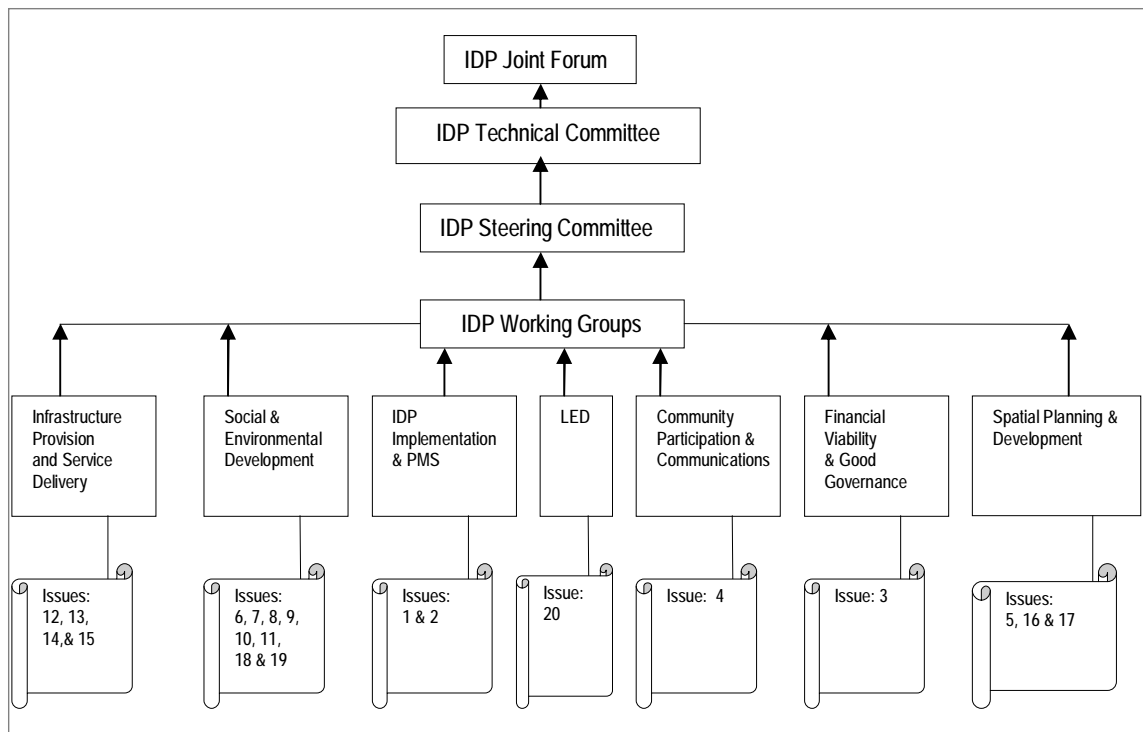 IDP Joint Forum
IDP Technical Committee
IDP Steering Committee
IDP Working Groups
Infrastructure
Provision
and Service
Delivery
Social &
Environmental
Development
IDP
Implementation
& PMS
LED
Community
Participation &
Communications
Financial
Viability
& Good
Governance
Spatial Planning &
Development
Issues:
12, 13,
14,& 15
Issues:
6, 7, 8, 9,
10, 11,
18 & 19
Issues:
1 & 2
Issue:
20
Issue: 4
Issue: 3
Issues:
5, 16 & 17